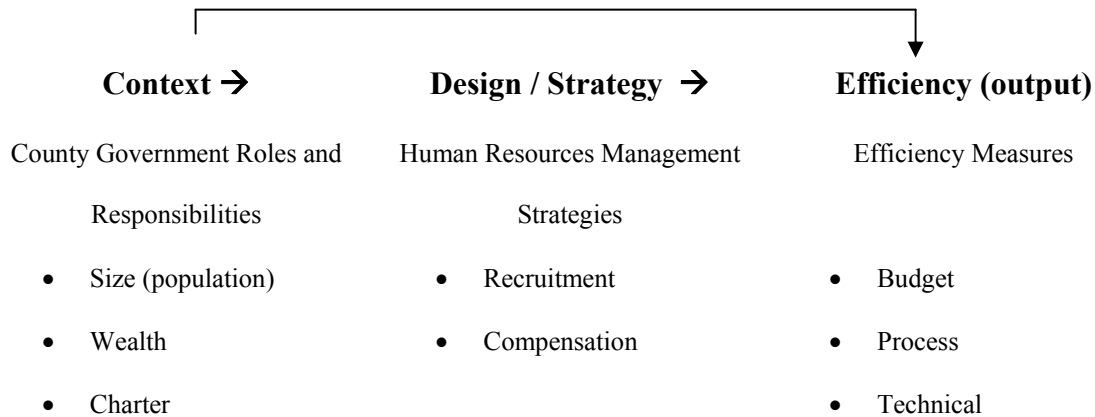 Context → Design / Strategy → Efficiency (output)
County Government Roles and Human Resources Management Efficiency Measures
Responsibilities Strategies
• Size (population) • Recruitment • Budget
• Wealth • Compensation • Process
• Charter • Technical